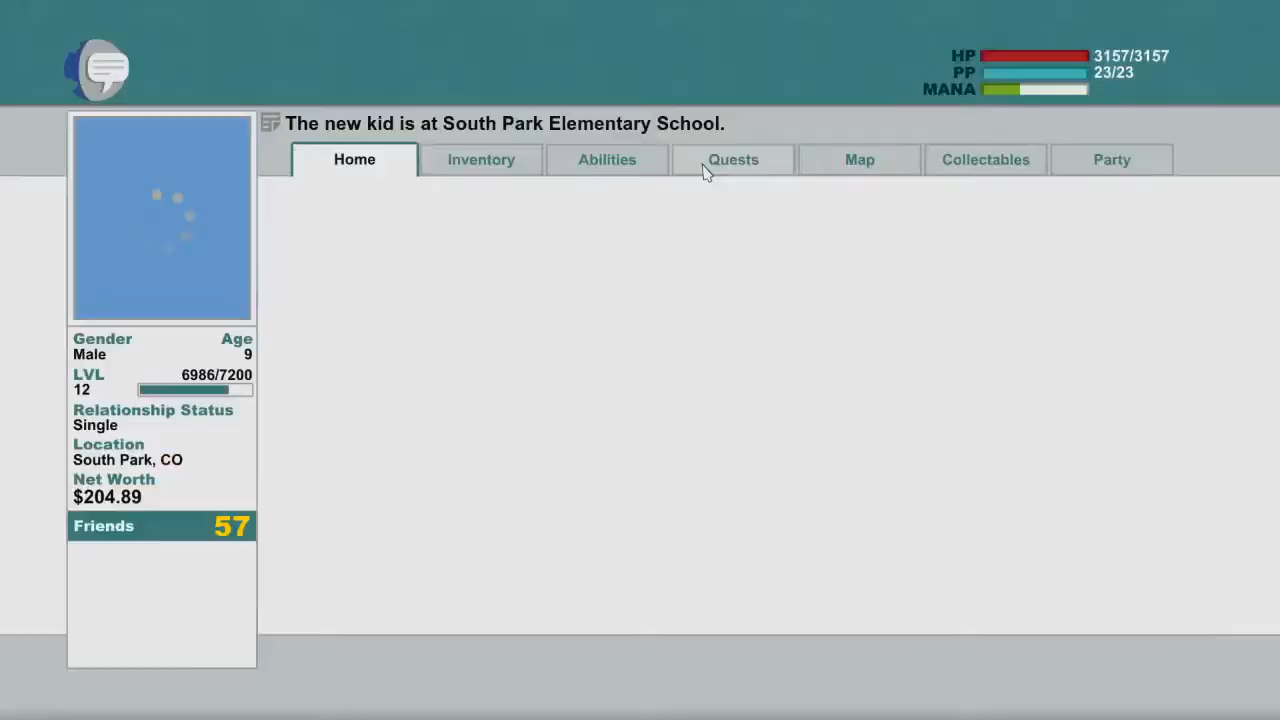 HP 3157/3157
PP 23/23
MANA
The new kid is at South Park Elementary School.
Home Inventory Abilities Quests Map Collectables Party
Gender Age
Male 9
LVL 6986/7200
12
Relationship Status
Single
Location
South Park, CO
Net Worth
$204.89
Friends 57